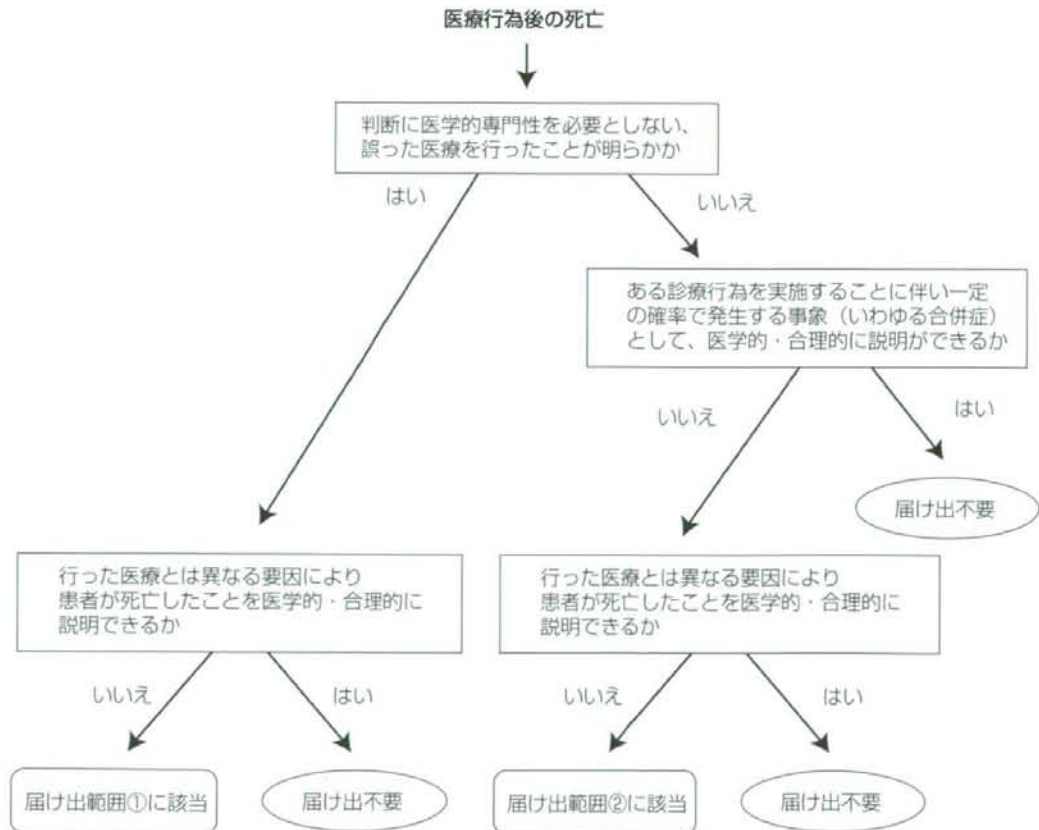 医療行為後の死亡
判断に医学的専門性を必要としない、
誤った医療を行ったことが明らかか
はい
いいえ
ある診療行為を実施することに伴い一定
の確率で発生する事象（いわゆる合併症）
として、医学的・合理的に説明ができるか
いいえ
はい
届け出不要
行った医療とは異なる要因により
患者が死亡したことを医学的・合理的に
説明できるか
行った医療とは異なる要因により
患者が死亡したことを医学的・合理的に
説明できるか
いいえ
はい
いいえ
はい
届け出範囲①に該当
届け出不要
届け出範囲②に該当
届け出不要